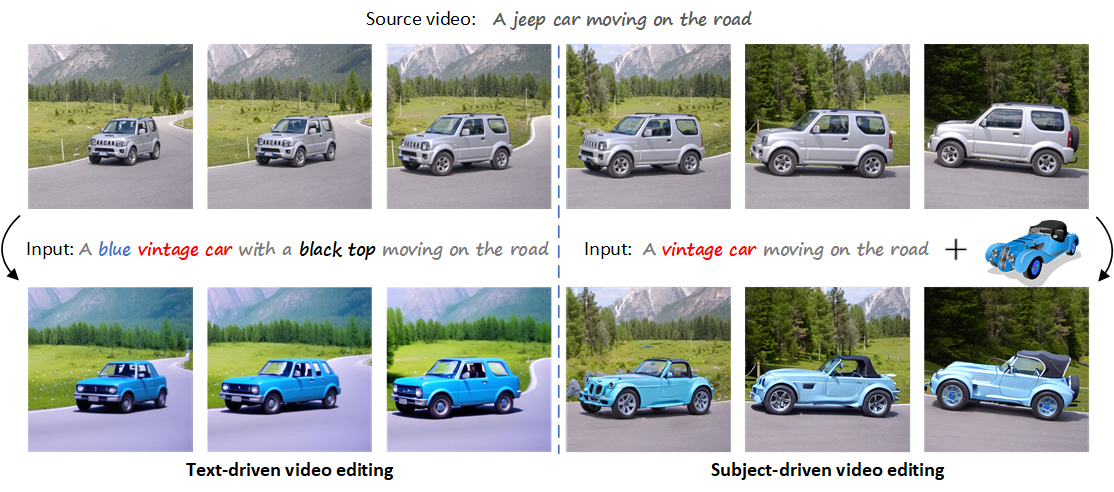 Source video: A jeep car moving on the road
Input: A blue vintage car with a black top moving on the road
Input: A vintage car moving on the road +
Text-driven video editing
Subject-driven video editing